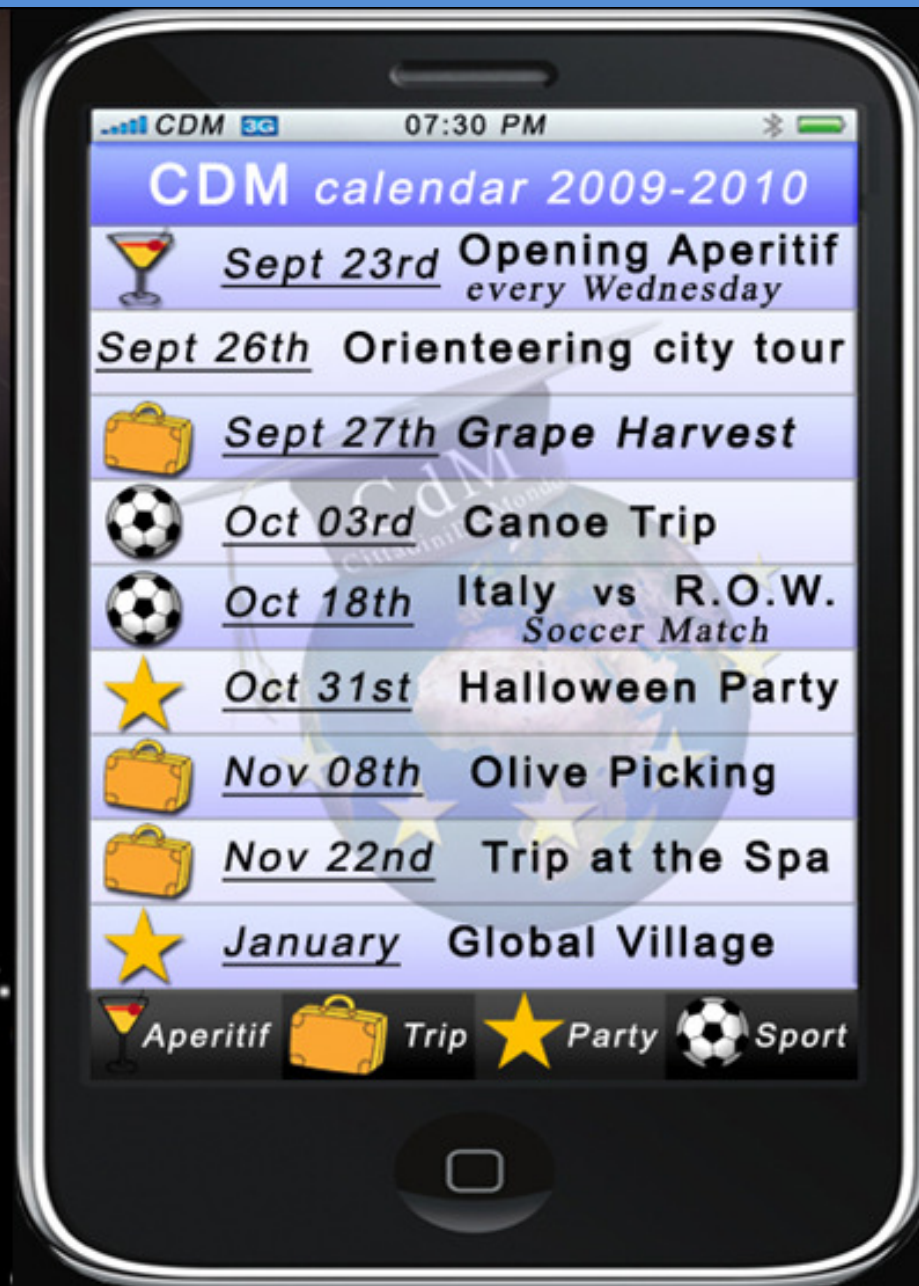 CDM 3G 07:30 PM
CDM calendar 2009-2010
Sept 23rd Opening Aperitif
every Wednesday
Sept 26th Orienteering city tour
Sept 27th Grape Harvest
CdM
CittadiniDelMondo
Oct 03rd Canoe Trip
Oct 18th Italy vs R.O.W.
Soccer Match
Oct 31st Halloween Party
Nov 08th Olive Picking
Nov 22nd Trip at the Spa
January Global Village
Aperitif Trip Party Sport